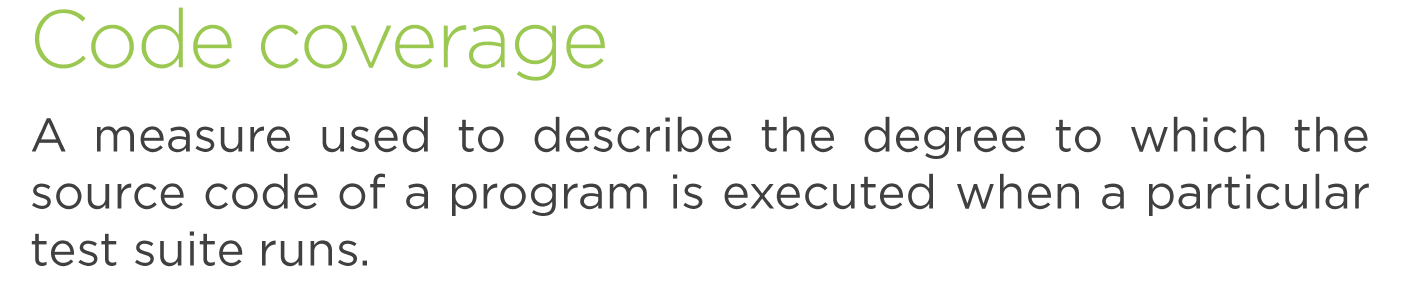 Code coverage
A measure used to describe the degree to which the
source code of a program is executed when a particular
test suite runs.